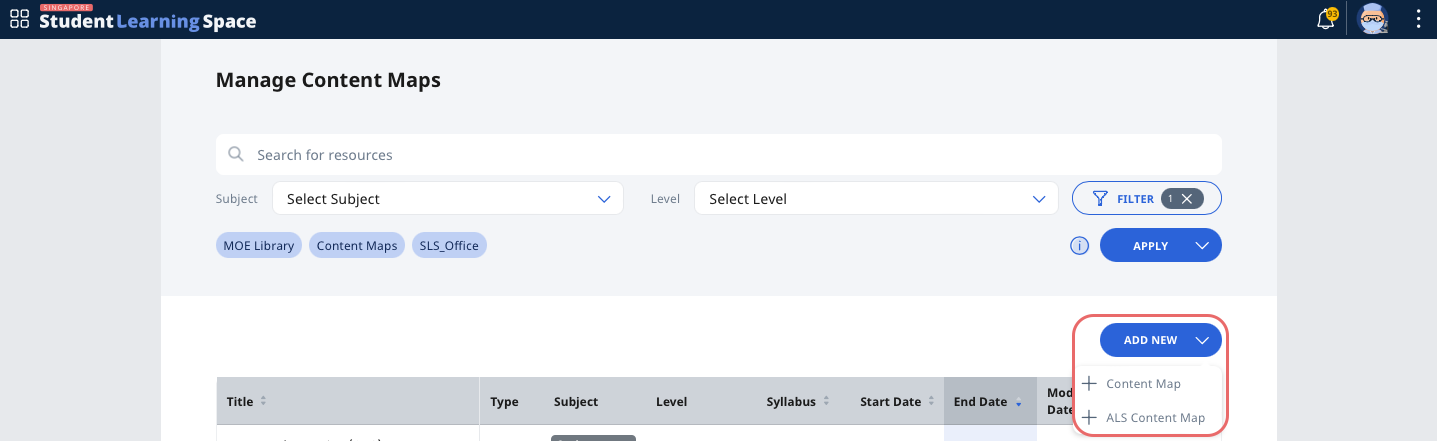 SINGAPORE
Student Learning Space
93
Manage Content Maps
Search for resources
Subject Select Subject Level Select Level FILTER 1
MOE Library Content Maps SLS_Office i APPLY
ADD NEW
Content Map
ALS Content Map
Title Type Subject Level Syllabus Start Date End Date Mod
Date